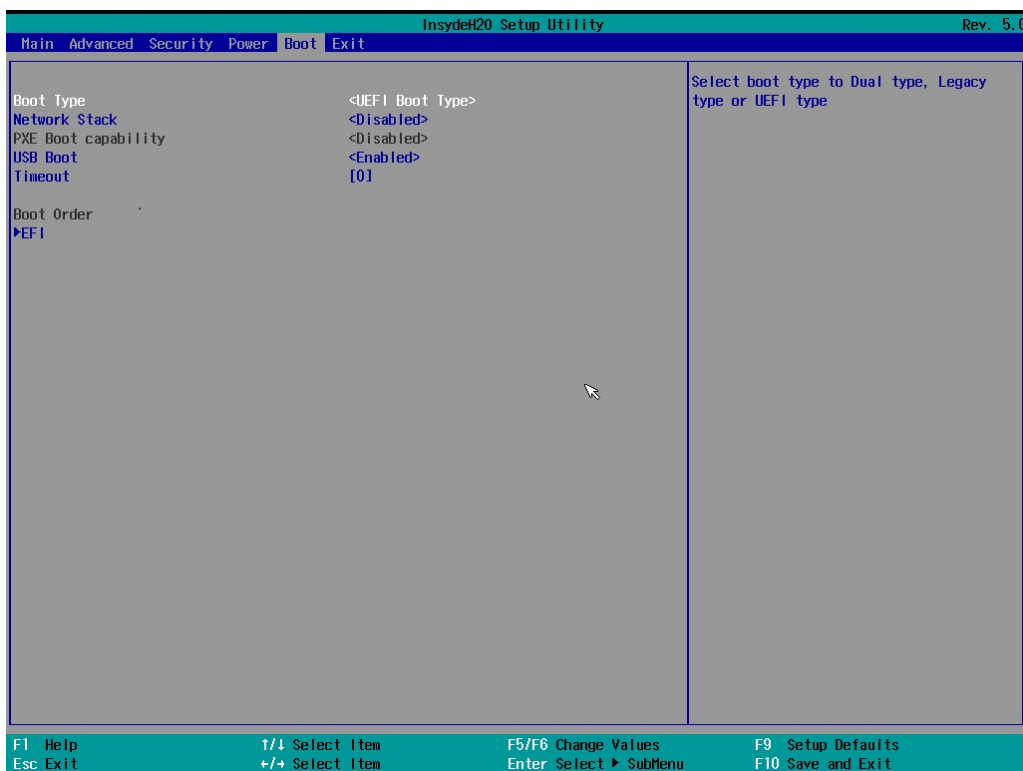 InsydeH20 Setup Utility Rev. 5.0
Main Advanced Security Power Boot Exit
Boot Type <UEFI Boot Type>
Network Stack <Disabled>
PXE Boot capability <Disabled>
USB Boot <Enabled>
Timeout [0]
Boot Order
▶EFI
Select boot type to Dual type, Legacy
type or UEFI type
F1 Help ↑/↓ Select Item F5/F6 Change Values F9 Setup Defaults
Esc Exit ←/→ Select Item Enter Select ▶ SubMenu F10 Save and Exit